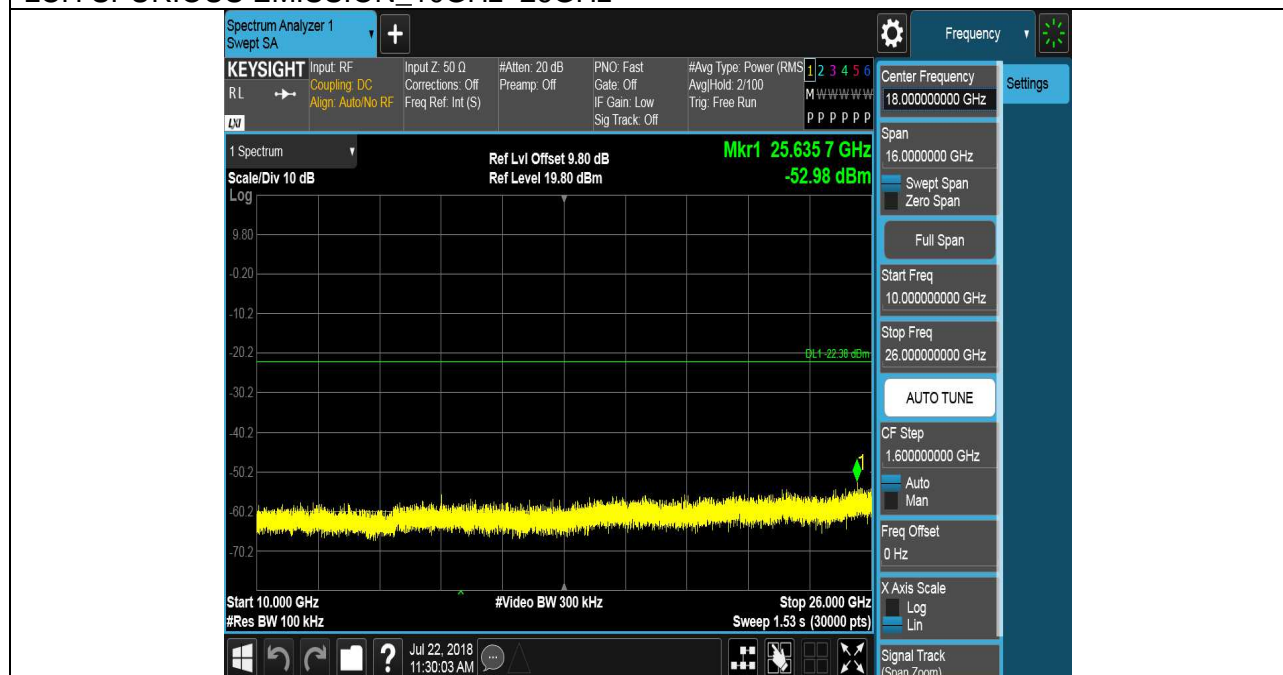 Spectrum Analyzer 1
Swept SA
+
Frequency
KEYSIGHT
RL
LXI
Input: RF
Coupling: DC
Align: Auto/No RF
Input Z: 50 Ω
Corrections: Off
Freq Ref: Int (S)
#Atten: 20 dB
Preamp: Off
PNO: Fast
Gate: Off
IF Gain: Low
Sig Track: Off
#Avg Type: Power (RMS
Avg|Hold: 2/100
Trig: Free Run
1 2 3 4 5 6
M W W W W W
P P P P P P
Center Frequency
18.000000000 GHz
Settings
Span
16.0000000 GHz
Swept Span
Zero Span
Full Span
Start Freq
10.000000000 GHz
Stop Freq
26.000000000 GHz
AUTO TUNE
CF Step
1.600000000 GHz
Auto
Man
Freq Offset
0 Hz
X Axis Scale
Log
Lin
Signal Track
(Span Zoom)
1 Spectrum
Scale/Div 10 dB
Log
Ref Lvl Offset 9.80 dB
Ref Level 19.80 dBm
Mkr1 25.635 7 GHz
-52.98 dBm
9.80
-0.20
-10.2
-20.2
DL1 -22.38 dBm
-30.2
-40.2
-50.2
1
-60.2
-70.2
Start 10.000 GHz
#Video BW 300 kHz
Stop 26.000 GHz
#Res BW 100 kHz
Sweep 1.53 s (30000 pts)
?
Jul 22, 2018
11:30:03 AM